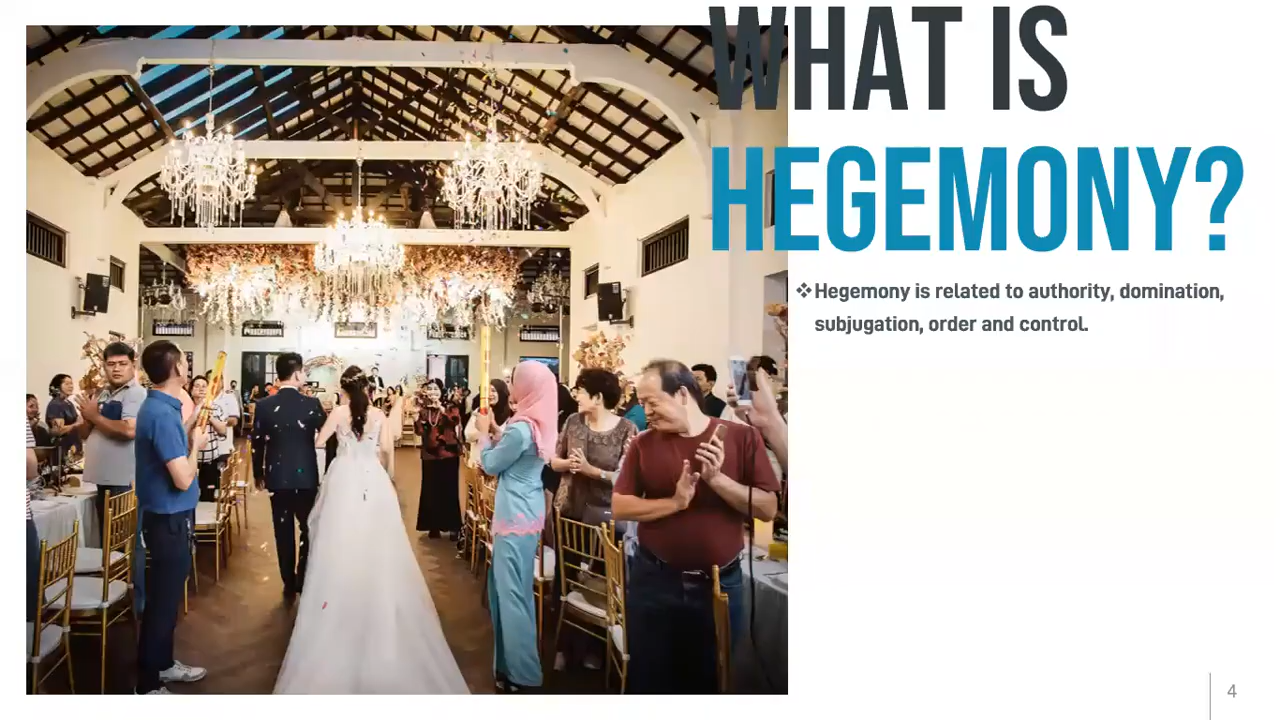 WHAT IS
HEGEMONY?
❖Hegemony is related to authority, domination,
subjugation, order and control.
4